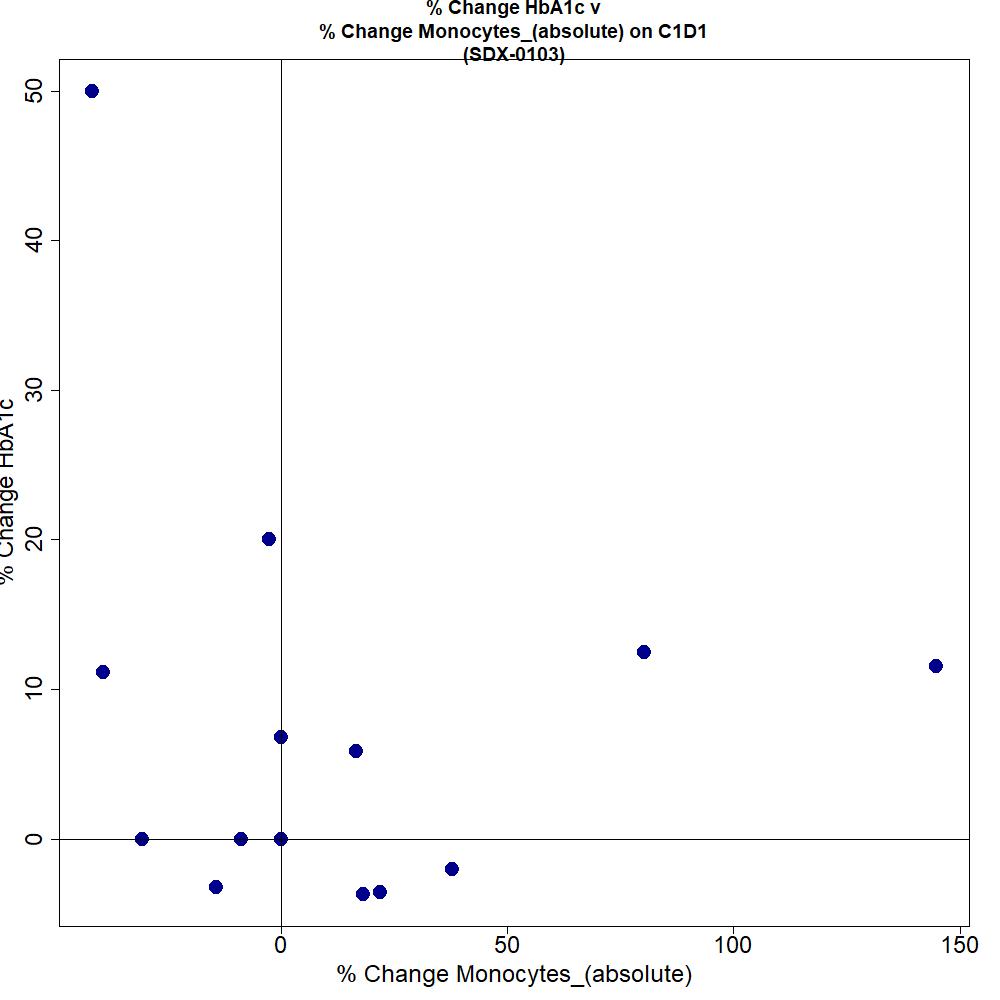 % Change HbA1c v
% Change Monocytes_(absolute) on C1D1
(SDX-0103)
50
40
30
20
10
0
% Change HbA1c
0
50
100
150
% Change Monocytes_(absolute)